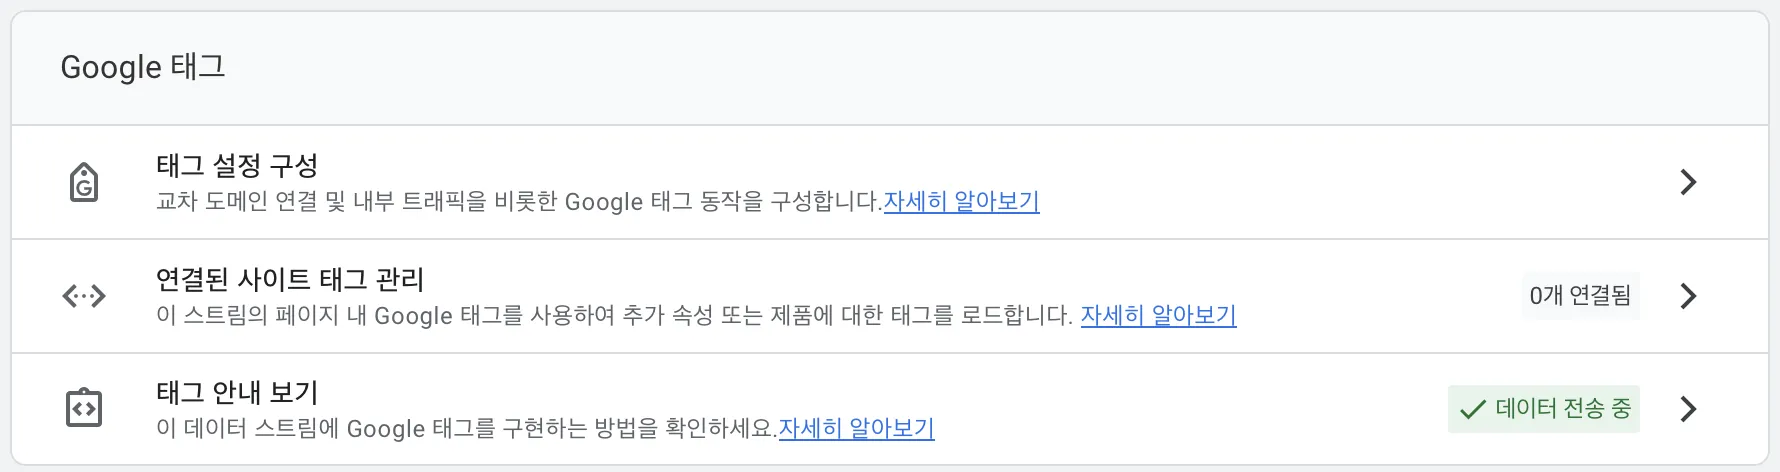 Google 태그
태그 설정 구성
교차 도메인 연결 및 내부 트래픽을 비롯한 Google 태그 동작을 구성합니다.자세히 알아보기
연결된 사이트 태그 관리
이 스트림의 페이지 내 Google 태그를 사용하여 추가 속성 또는 제품에 대한 태그를 로드합니다. 자세히 알아보기
0개 연결됨
태그 안내 보기
이 데이터 스트림에 Google 태그를 구현하는 방법을 확인하세요.자세히 알아보기
데이터 전송 중